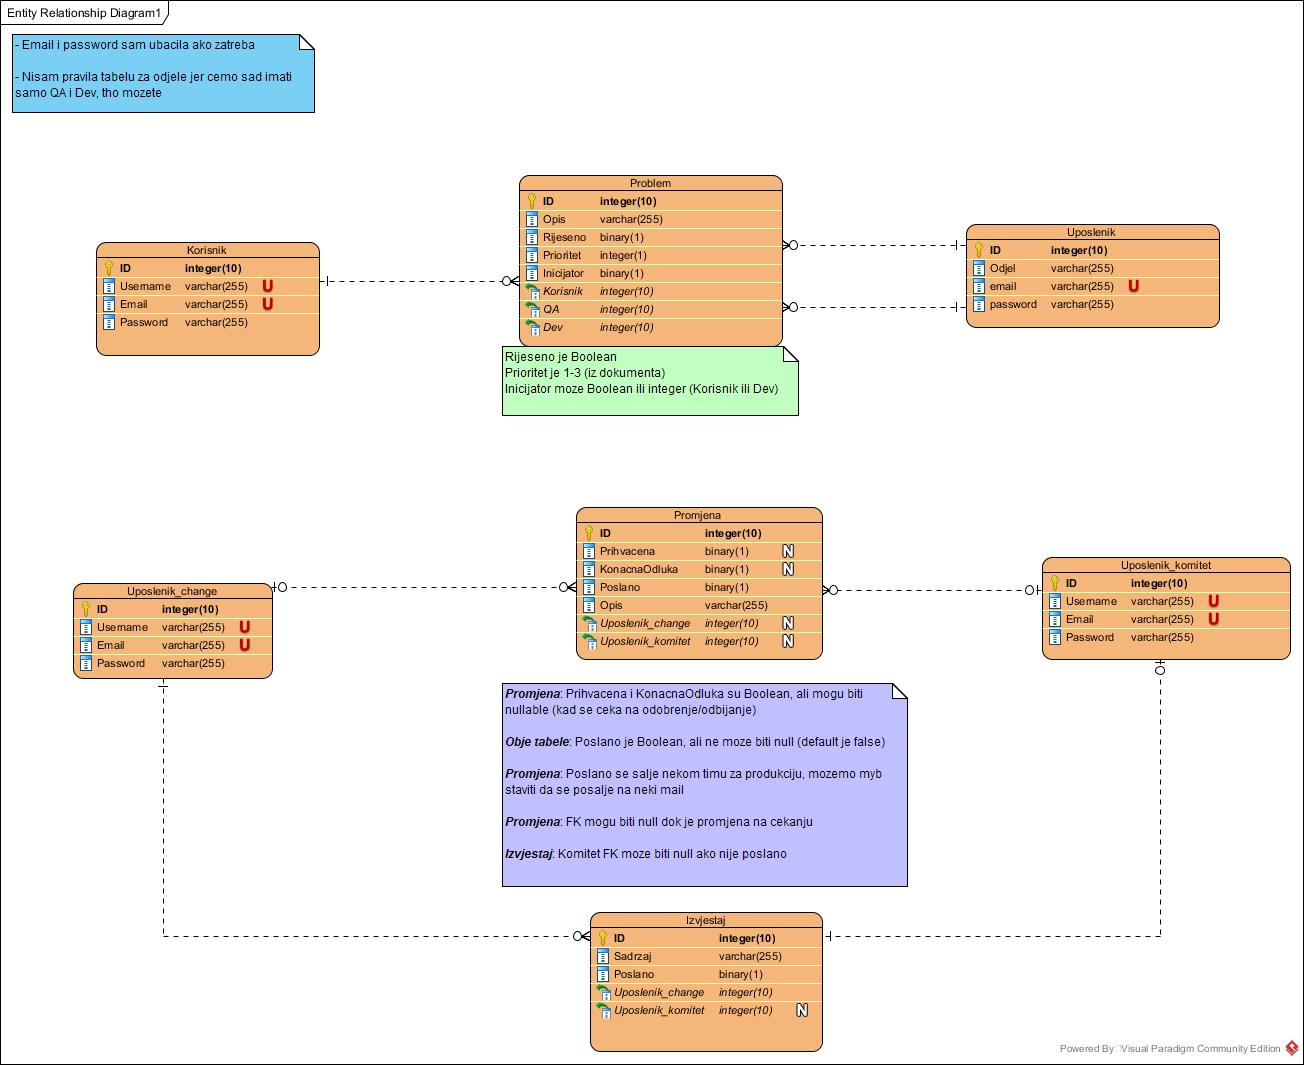 Entity Relationship Diagram1
- Email i password sam ubacila ako zatreba
- Nisam pravila tabelu za odjele jer cemo sad imati
samo QA i Dev, tho mozete
Problem
ID integer(10)
Opis varchar(255)
Rijeseno binary(1)
Prioritet integer(1)
Inicijator binary(1)
Korisnik integer(10)
QA integer(10)
Dev integer(10)
Korisnik
ID integer(10)
Username varchar(255) U
Email varchar(255) U
Password varchar(255)
Uposlenik
ID integer(10)
Odjel varchar(255)
email varchar(255) U
password varchar(255)
Rijeseno je Boolean
Prioritet je 1-3 (iz dokumenta)
Inicijator moze Boolean ili integer (Korisnik ili Dev)
Promjena
ID integer(10)
Prihvacena binary(1) N
KonacnaOdluka binary(1) N
Poslano binary(1)
Opis varchar(255)
Uposlenik_change integer(10) N
Uposlenik_komitet integer(10) N
Uposlenik_change
ID integer(10)
Username varchar(255) U
Email varchar(255) U
Password varchar(255)
Uposlenik_komitet
ID integer(10)
Username varchar(255) U
Email varchar(255) U
Password varchar(255)
Promjena: Prihvacena i KonacnaOdluka su Boolean, ali mogu biti
nullable (kad se ceka na odobrenje/odbijanje)
Obje tabele: Poslano je Boolean, ali ne moze biti null (default je false)
Promjena: Poslano se salje nekom timu za produkciju, mozemo myb
staviti da se posalje na neki mail
Promjena: FK mogu biti null dok je promjena na cekanju
Izvjestaj: Komitet FK moze biti null ako nije poslano
Izvjestaj
ID integer(10)
Sadrzaj varchar(255)
Poslano binary(1)
Uposlenik_change integer(10)
Uposlenik_komitet integer(10) N
Powered By Visual Paradigm Community Edition